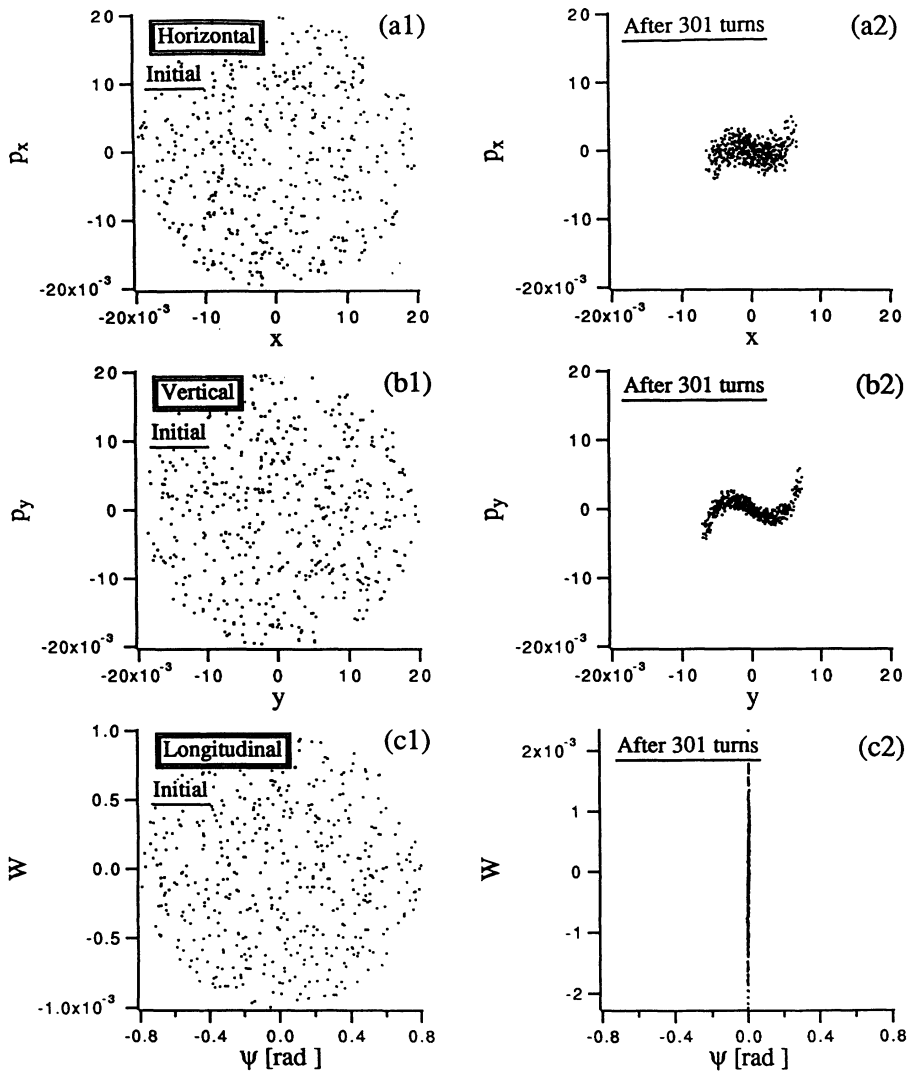 (a1)
Horizontal
Initial
20
10
0
-10
-20x10⁻³
pₓ
-20x10⁻³ -10 0 10 20
x
(a2)
After 301 turns
20
10
0
-10
-20x10⁻³
pₓ
-20x10⁻³ -10 0 10 20
x
(b1)
Vertical
Initial
20
10
0
-10
-20x10⁻³
p_y
-20x10⁻³ -10 0 10 20
y
(b2)
After 301 turns
20
10
0
-10
-20x10⁻³
p_y
-20x10⁻³ -10 0 10 20
y
(c1)
Longitudinal
Initial
1.0
0.5
0.0
-0.5
-1.0x10⁻³
W
-0.8 -0.4 0.0 0.4 0.8
ψ [rad ]
(c2)
After 301 turns
2x10⁻³
1
0
-1
-2
W
-0.8 -0.4 0.0 0.4 0.8
ψ [rad ]